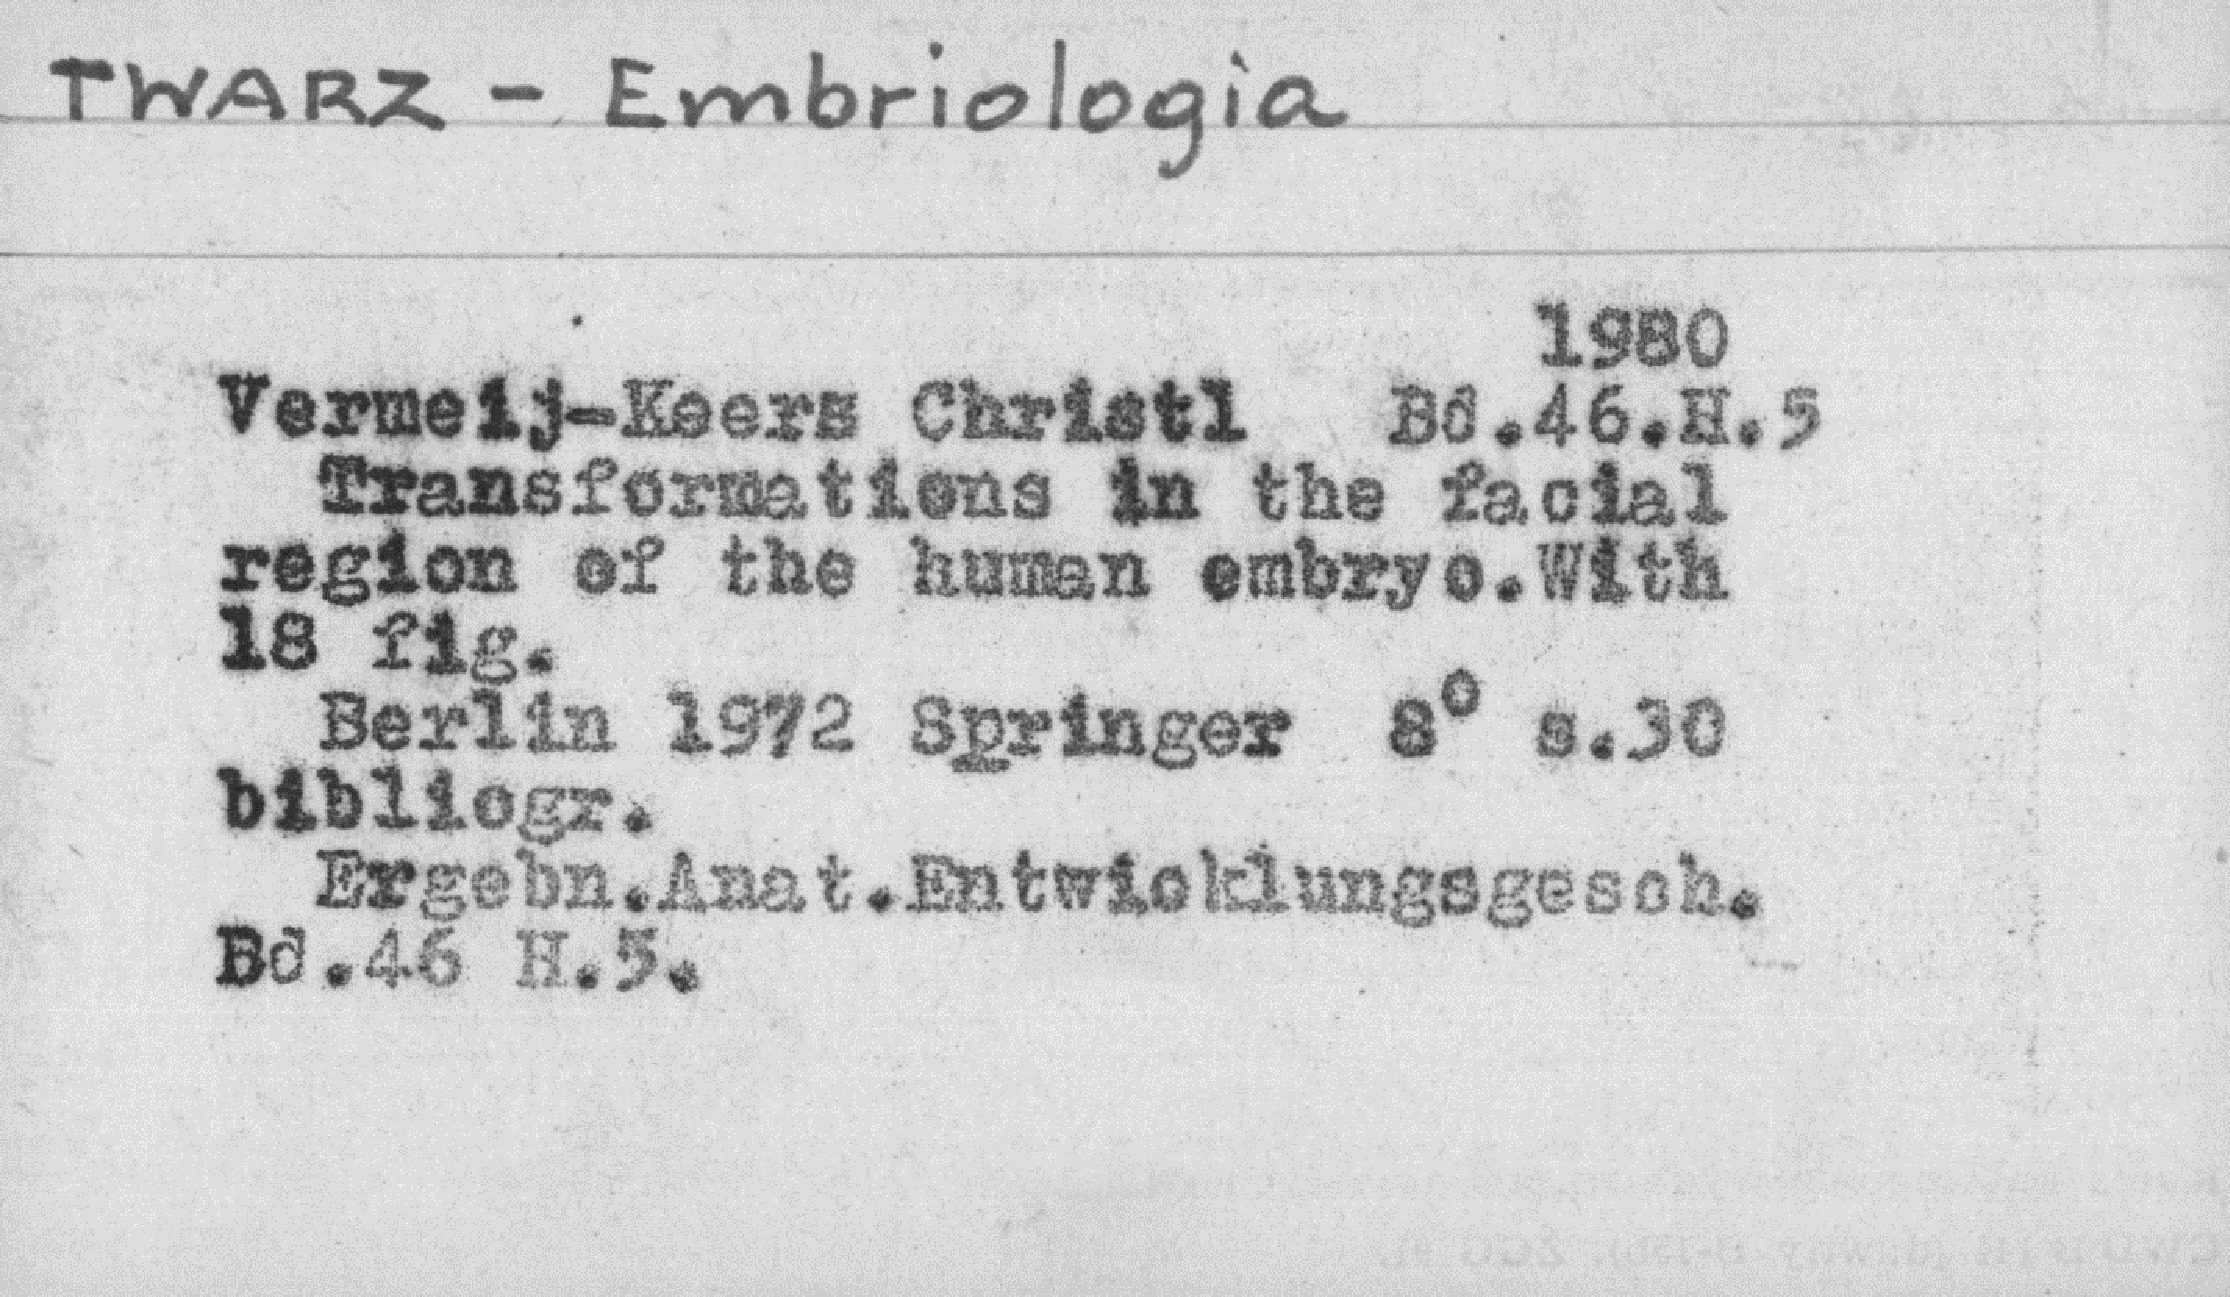 TWARZ - Embriologia
1980
Vermeij-Keers Christl Bd.46.H.5
Transformations in the facial
region of the human embryo.With
18 fig.
Berlin 1972 Springer 8° s.30
bibliogr.
Ergebn.Anat.Entwicklungsgesch.
Bd.46 H.5.